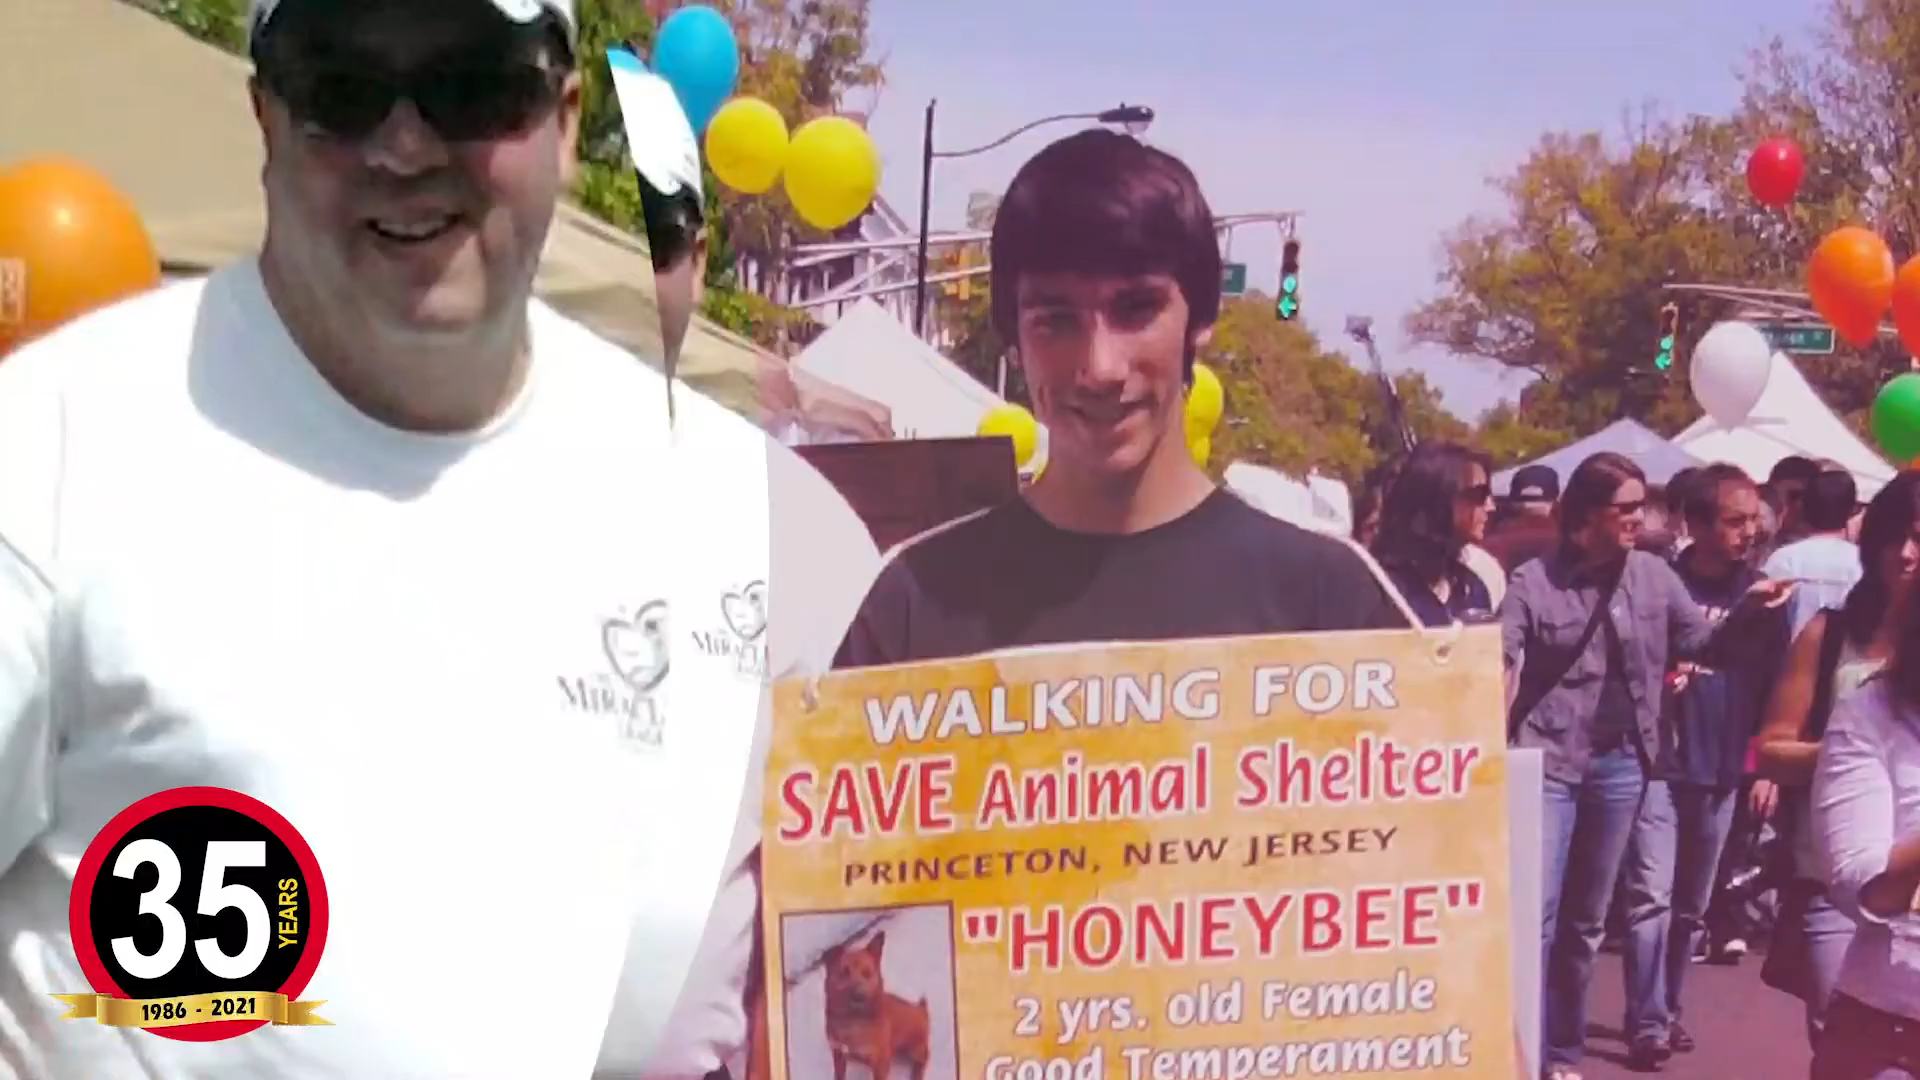 WALKING FOR
SAVE Animal Shelter
PRINCETON, NEW JERSEY
"HONEYBEE"
2 yrs. old Female
Good Temperament
35
YEARS
1986 - 2021